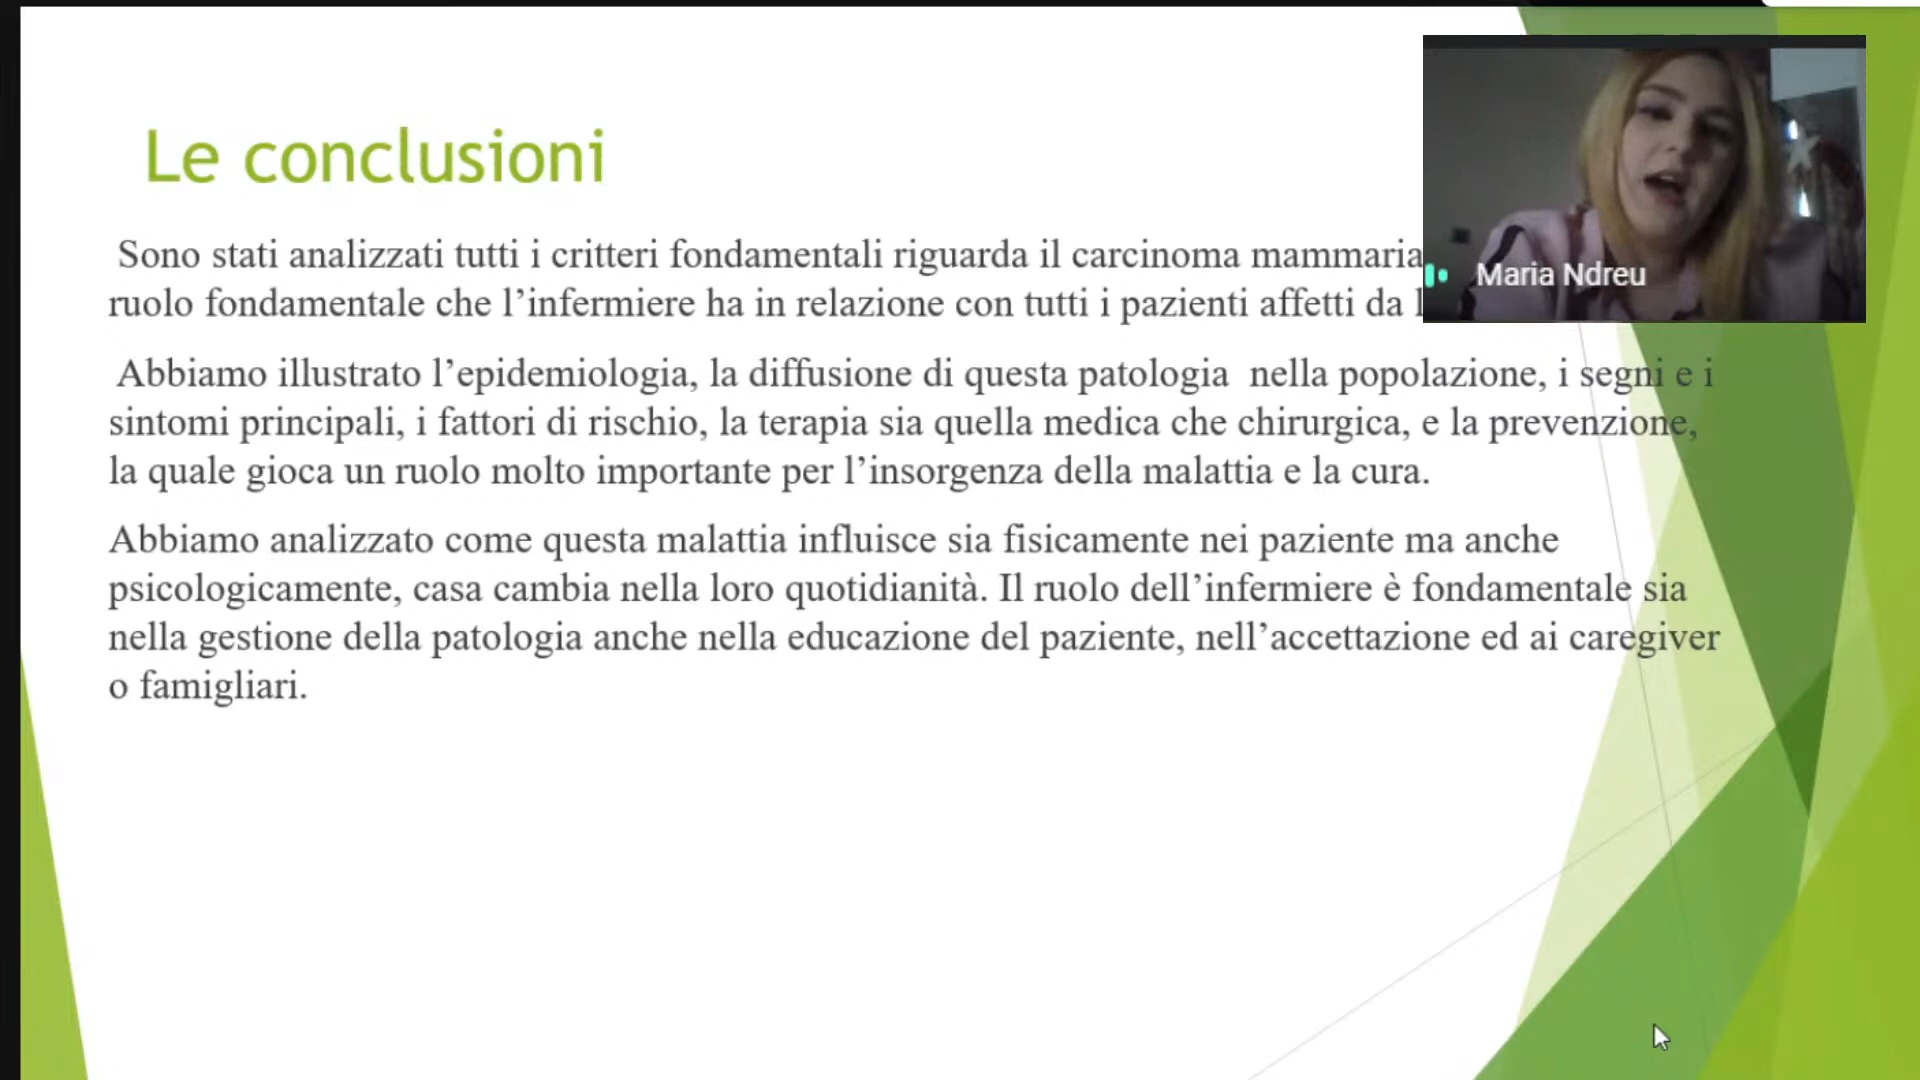 Le conclusioni
Sono stati analizzati tutti i criteri fondamentali riguarda il carcinoma mammaria
ruolo fondamentale che l’infermiere ha in relazione con tutti i pazienti affetti da
Maria Ndreu
Abbiamo illustrato l’epidemiologia, la diffusione di questa patologia nella popolazione, i segni e i
sintomi principali, i fattori di rischio, la terapia sia quella medica che chirurgica, e la prevenzione,
la quale gioca un ruolo molto importante per l’insorgenza della malattia e la cura.
Abbiamo analizzato come questa malattia influisce sia fisicamente nei paziente ma anche
psicologicamente, casa cambia nella loro quotidianità. Il ruolo dell’infermiere è fondamentale sia
nella gestione della patologia anche nella educazione del paziente, nell’accettazione ed ai caregiver
o famigliari.